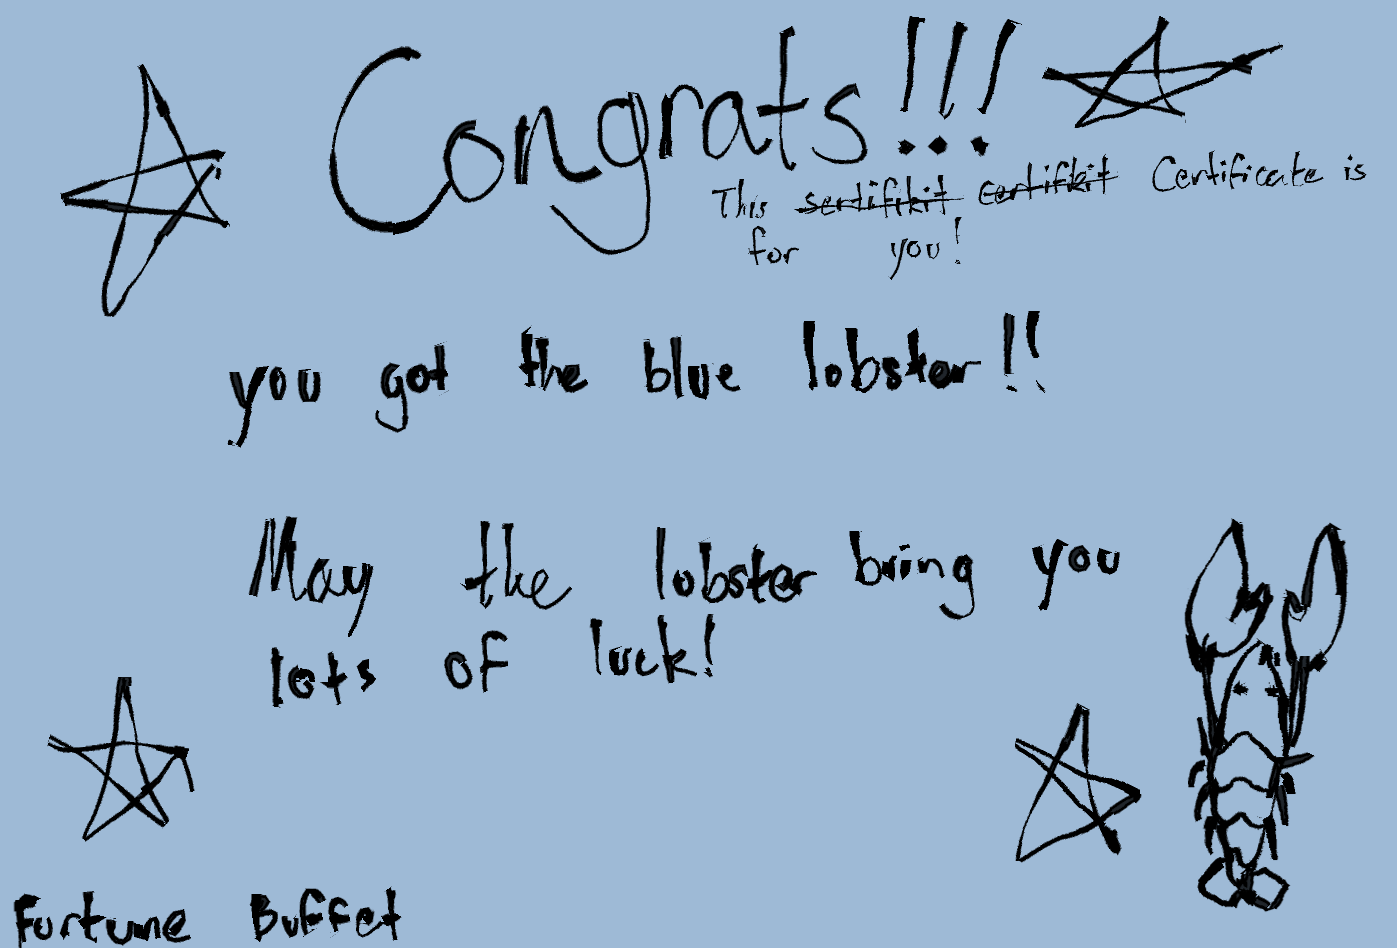 Congrats!!!
This sertifikit certifikit Certificate is
for you!
you got the blue lobster!!
May the lobster bring you
lots of luck!
Fortune Buffet